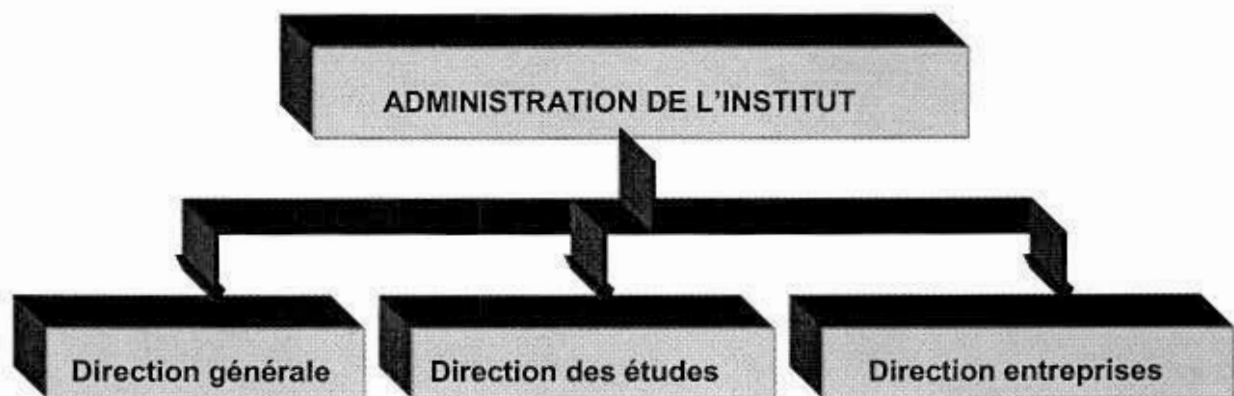 ADMINISTRATION DE L'INSTITUT
Direction générale
Direction des études
Direction entreprises